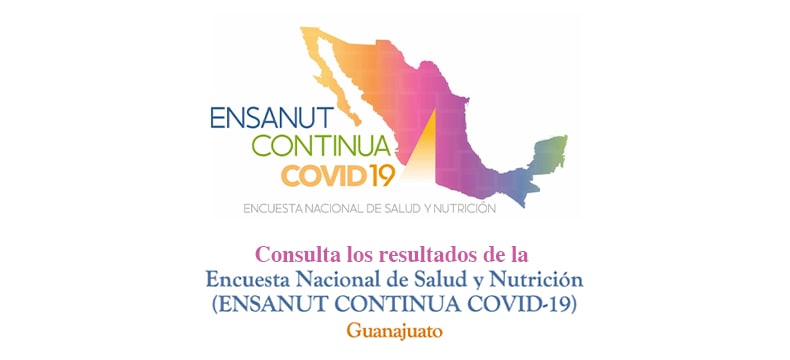 ENSANUT
CONTINUA
COVID19
ENCUESTA NACIONAL DE SALUD Y NUTRICIÓN
Consulta los resultados de la
Encuesta Nacional de Salud y Nutrición
(ENSANUT CONTINUA COVID-19)
Guanajuato